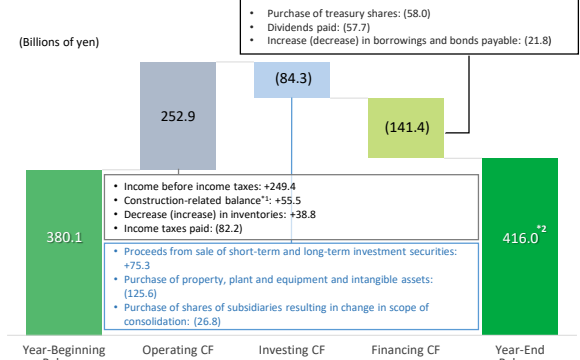 • Purchase of treasury shares: (58.0)
• Dividends paid: (57.7)
• Increase (decrease) in borrowings and bonds payable: (21.8)
(Billions of yen)
(84.3)
252.9
(141.4)
• Income before income taxes: +249.4
• Construction-related balance*1: +55.5
• Decrease (increase) in inventories: +38.8
• Income taxes paid: (82.2)
380.1
416.0*2
• Proceeds from sale of short-term and long-term investment securities:
+75.3
• Purchase of property, plant and equipment and intangible assets:
(125.6)
• Purchase of shares of subsidiaries resulting in change in scope of
consolidation: (26.8)
Year-Beginning
Operating CF
Investing CF
Financing CF
Year-End